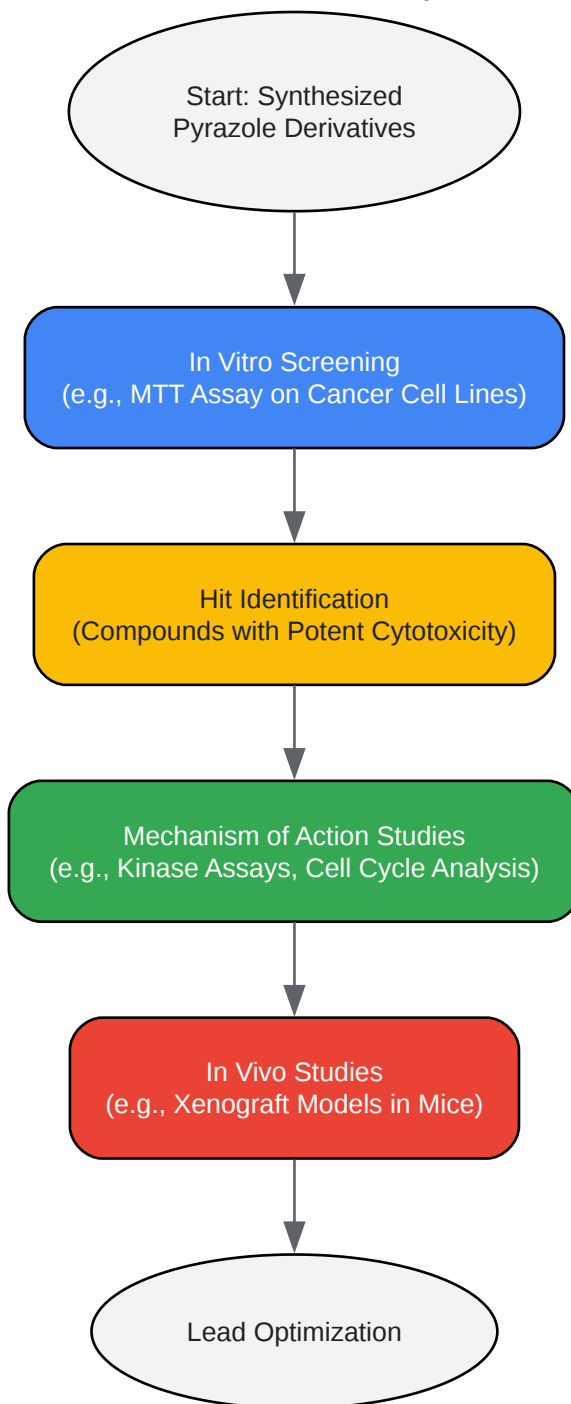 Start: Synthesized
Pyrazole Derivatives
In Vitro Screening
(e.g., MTT Assay on Cancer Cell Lines)
Hit Identification
(Compounds with Potent Cytotoxicity)
Mechanism of Action Studies
(e.g., Kinase Assays, Cell Cycle Analysis)
In Vivo Studies
(e.g., Xenograft Models in Mice)
Lead Optimization